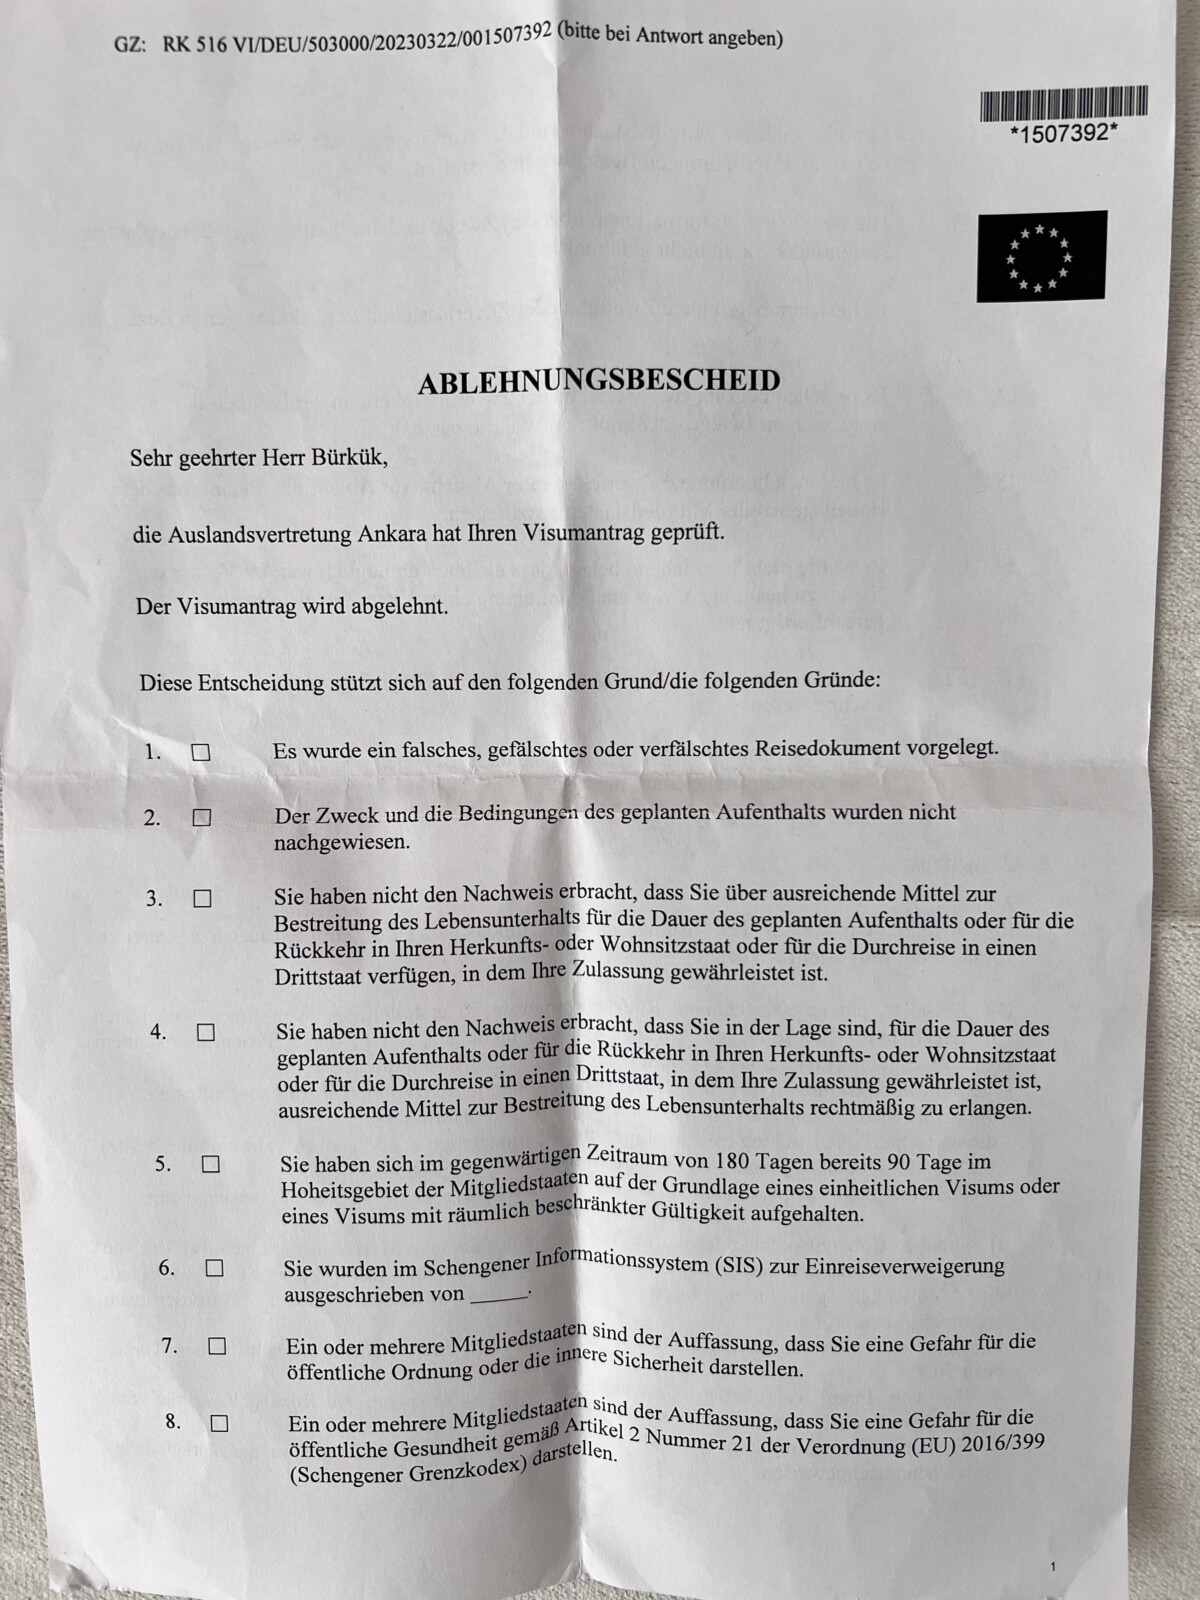 GZ: RK 516 VI/DEU/503000/20230322/001507392 (bitte bei Antwort angeben)
*1507392*
ABLEHNUNGSBESCHEID
Sehr geehrter Herr Bürkük,
die Auslandsvertretung Ankara hat Ihren Visumantrag geprüft.
Der Visumantrag wird abgelehnt.
Diese Entscheidung stützt sich auf den folgenden Grund/die folgenden Gründe:
1. ☐ Es wurde ein falsches, gefälschtes oder verfälschtes Reisedokument vorgelegt.
2. ☐ Der Zweck und die Bedingungen des geplanten Aufenthalts wurden nicht
nachgewiesen.
3. ☐ Sie haben nicht den Nachweis erbracht, dass Sie über ausreichende Mittel zur
Bestreitung des Lebensunterhalts für die Dauer des geplanten Aufenthalts oder für die
Rückkehr in Ihren Herkunfts- oder Wohnsitzstaat oder für die Durchreise in einen
Drittstaat verfügen, in dem Ihre Zulassung gewährleistet ist.
4. ☐ Sie haben nicht den Nachweis erbracht, dass Sie in der Lage sind, für die Dauer des
geplanten Aufenthalts oder für die Rückkehr in Ihren Herkunfts- oder Wohnsitzstaat
oder für die Durchreise in einen Drittstaat, in dem Ihre Zulassung gewährleistet ist,
ausreichende Mittel zur Bestreitung des Lebensunterhalts rechtmäßig zu erlangen.
5. ☐ Sie haben sich im gegenwärtigen Zeitraum von 180 Tagen bereits 90 Tage im
Hoheitsgebiet der Mitgliedstaaten auf der Grundlage eines einheitlichen Visums oder
eines Visums mit räumlich beschränkter Gültigkeit aufgehalten.
6. ☐ Sie wurden im Schengener Informationssystem (SIS) zur Einreiseverweigerung
ausgeschrieben von _____.
7. ☐ Ein oder mehrere Mitgliedstaaten sind der Auffassung, dass Sie eine Gefahr für die
öffentliche Ordnung oder die innere Sicherheit darstellen.
8. ☐ Ein oder mehrere Mitgliedstaaten sind der Auffassung, dass Sie eine Gefahr für die
öffentliche Gesundheit gemäß Artikel 2 Nummer 21 der Verordnung (EU) 2016/399
(Schengener Grenzkodex) darstellen.
1